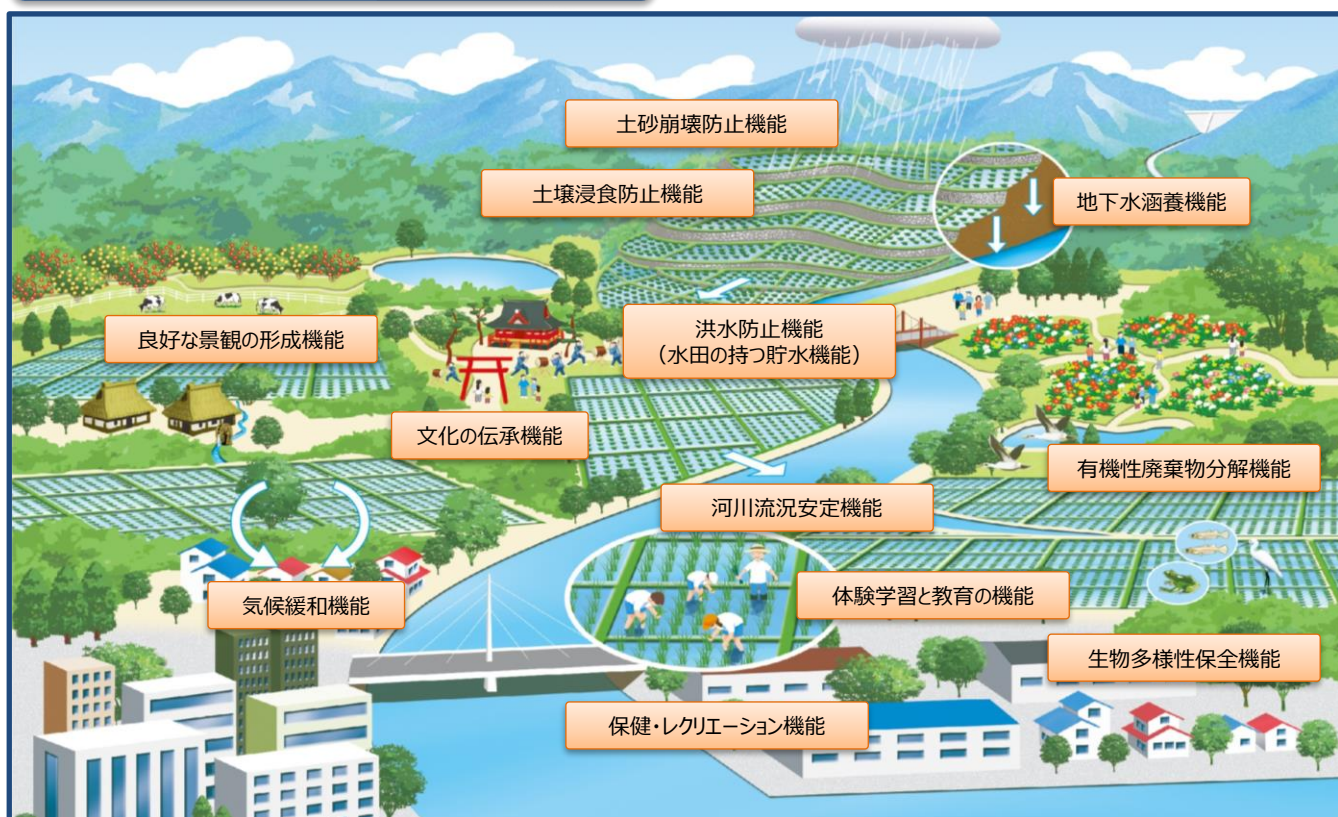 土砂崩壊防止機能
土壌浸食防止機能
地下水涵養機能
良好な景観の形成機能
洪水防止機能
（水田の持つ貯水機能）
文化の伝承機能
有機性廃棄物分解機能
河川流況安定機能
気候緩和機能
体験学習と教育の機能
生物多様性保全機能
保健・レクリエーション機能